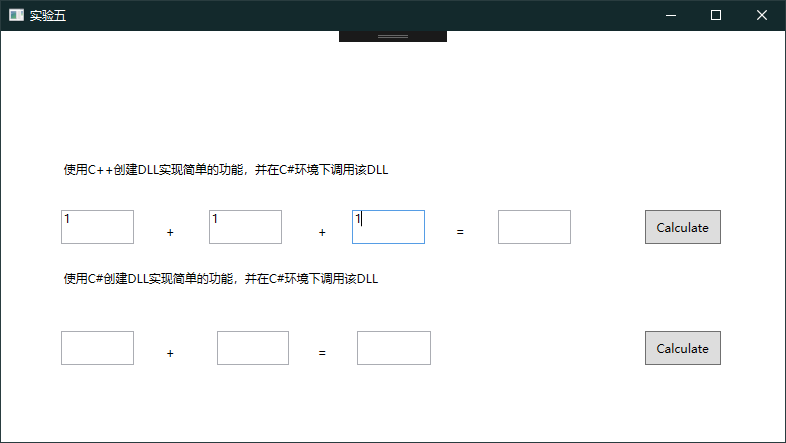 实验五
使用C++创建DLL实现简单的功能，并在C#环境下调用该DLL
1 + 1 + 1 = Calculate
使用C#创建DLL实现简单的功能，并在C#环境下调用该DLL
+ = Calculate